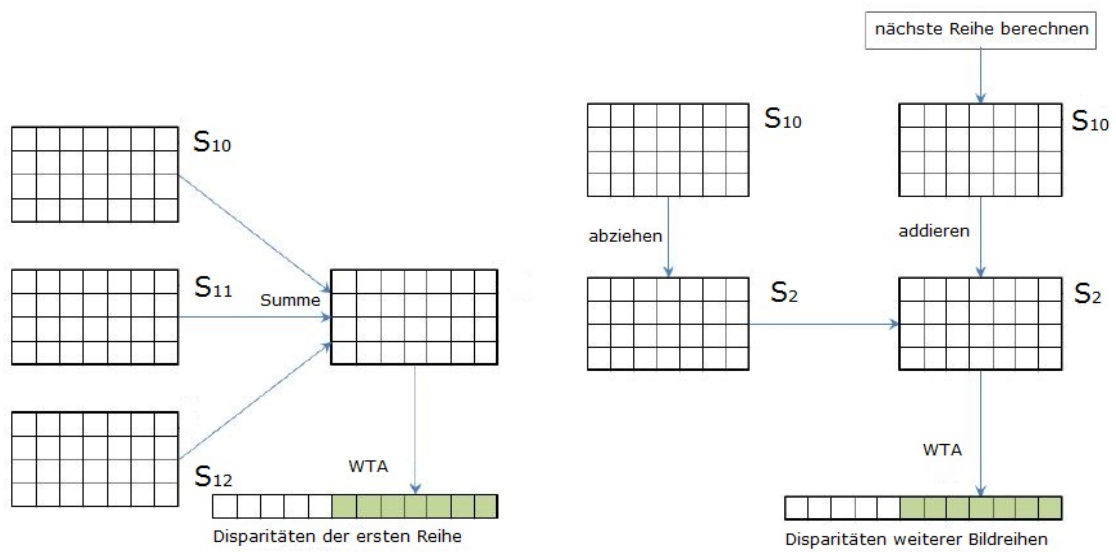 nächste Reihe berechnen
S10
S10
S10
abziehen
addieren
S11
Summe
S2
S2
S12
WTA
WTA
Disparitäten der ersten Reihe
Disparitäten weiterer Bildreihen